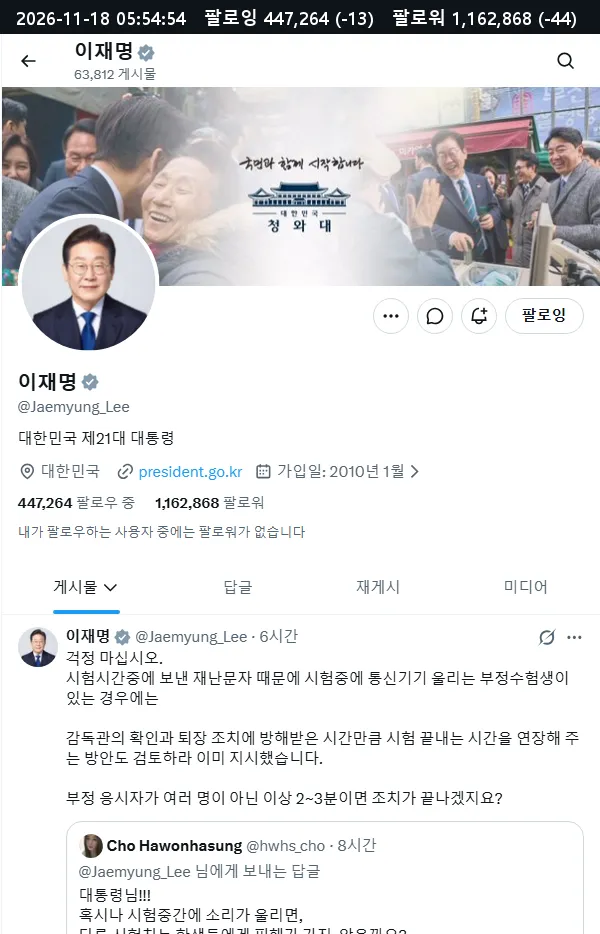 2026-11-18 05:54:54 팔로잉 447,264 (-13) 팔로워 1,162,868 (-44)
이재명
63,812 게시물
국민과 함께 시작합니다
대한민국
청와대
팔로잉
이재명
@Jaemyung_Lee
대한민국 제21대 대통령
대한민국 president.go.kr 가입일: 2010년 1월
447,264 팔로우 중 1,162,868 팔로워
내가 팔로우하는 사용자 중에는 팔로워가 없습니다
게시물 답글 재게시 미디어
이재명 @Jaemyung_Lee · 6시간
걱정 마십시오.
시험시간중에 보낸 재난문자 때문에 시험중에 통신기기 울리는 부정수험생이
있는 경우에는
감독관의 확인과 퇴장 조치에 방해받은 시간만큼 시험 끝내는 시간을 연장해 주
는 방안도 검토하라 이미 지시했습니다.
부정 응시자가 여러 명이 아닌 이상 2~3분이면 조치가 끝나겠지요?
Cho Hawonhasung @hwhs_cho · 8시간
@Jaemyung_Lee 님에게 보내는 답글
대통령님!!!
혹시나 시험중간에 소리가 울리면,